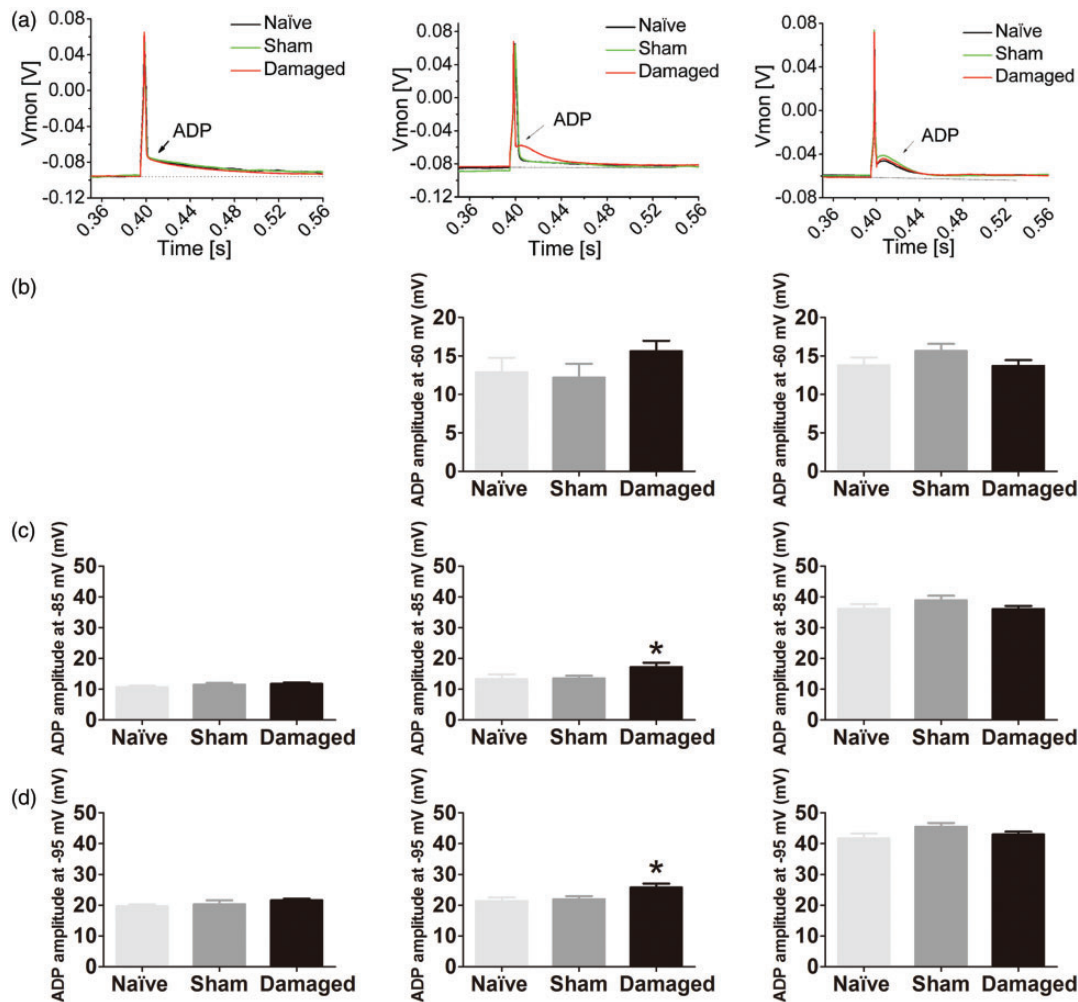 (a)
Vmon [V]
0.08
0.04
0.00
-0.04
-0.08
-0.12
Naïve
Sham
Damaged
ADP
0.36
0.40
0.44
0.48
0.52
0.56
Time [s]
Vmon [V]
0.08
0.04
0.00
-0.04
-0.08
-0.12
Naïve
Sham
Damaged
ADP
0.36
0.40
0.44
0.48
0.52
0.56
Time [s]
Vmon [V]
0.08
0.04
0.00
-0.04
-0.08
Naïve
Sham
Damaged
ADP
0.36
0.40
0.44
0.48
0.52
0.56
Time [s]
(b)
ADP amplitude at -60 mV (mV)
20
15
10
5
0
Naïve Sham Damaged
ADP amplitude at -60 mV (mV)
20
15
10
5
0
Naïve Sham Damaged
(c)
ADP amplitude at -85 mV (mV)
50
40
30
20
10
0
Naïve Sham Damaged
ADP amplitude at -85 mV (mV)
50
40
30
20
10
0
*
Naïve Sham Damaged
ADP amplitude at -85 mV (mV)
50
40
30
20
10
0
Naïve Sham Damaged
(d)
ADP amplitude at -95 mV (mV)
50
40
30
20
10
0
Naïve Sham Damaged
ADP amplitude at -95 mV (mV)
50
40
30
20
10
0
*
Naïve Sham Damaged
ADP amplitude at -95 mV (mV)
50
40
30
20
10
0
Naïve Sham Damaged